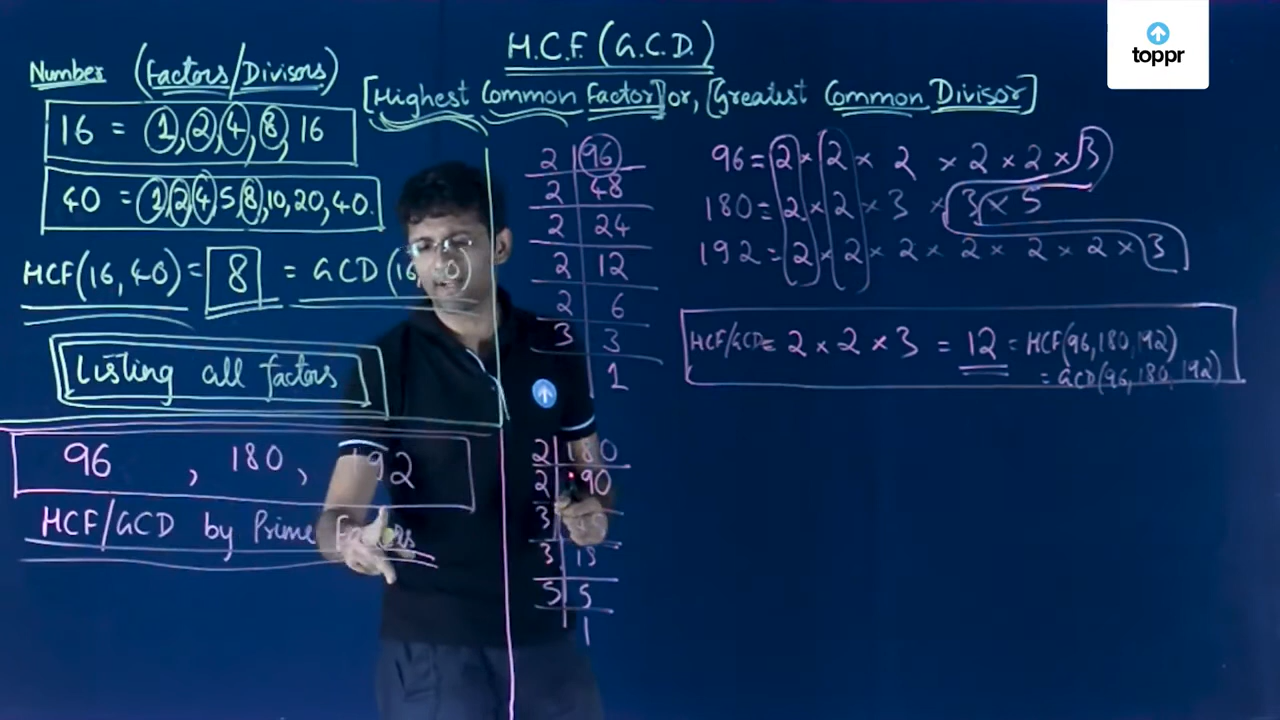 H.C.F. (G.C.D.)
toppr
Number (Factors/Divisors)
[Highest Common Factor] or, [Greatest Common Divisor]
16 = 1, 2, 4, 8, 16
40 = 1, 2, 4, 5, 8, 10, 20, 40.
HCF(16, 40) = 8 = GCD (16
Listing all factors
96 , 180, 192
HCF/GCD by Prime Factors
2 | 96
2 | 48
2 | 24
2 | 12
2 | 6
3 | 3
1
2 | 180
2 | 90
3 |
3 | 15
5 | 5
1
96 = 2 × 2 × 2 × 2 × 2 × 3
180 = 2 × 2 × 3 × 3 × 5
192 = 2 × 2 × 2 × 2 × 2 × 2 × 3
HCF/GCD = 2 × 2 × 3 = 12 = HCF(96, 180, 192)
= GCD(96, 180, 192)